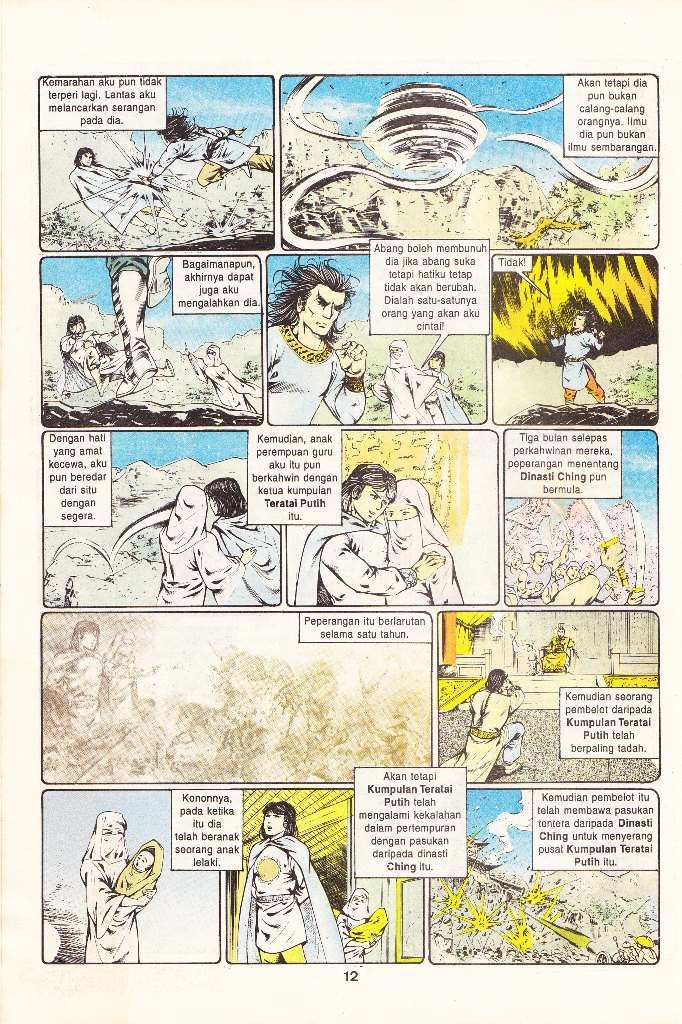 Kemarahan aku pun tidak
terperi lagi. Lantas aku
melancarkan serangan
pada dia.
Akan tetapi dia
pun bukan
calang-calang
orangnya. Ilmu
dia pun bukan
ilmu sembarangan.
Bagaimanapun,
akhirnya dapat
juga aku
mengalahkan dia.
Abang boleh membunuh
dia jika abang suka
tetapi hatiku tetap
tidak akan berubah.
Dialah satu-satunya
orang yang akan aku
cintai!
Tidak!
Dengan hati
yang amat
kecewa, aku
pun beredar
dari situ
dengan
segera.
Kemudian, anak
perempuan guru
aku itu pun
berkahwin dengan
ketua kumpulan
Teratai Putih
itu.
Tiga bulan selepas
perkahwinan mereka,
peperangan menentang
Dinasti Ching pun
bermula.
Peperangan itu berlarutan
selama satu tahun.
Kemudian seorang
pembelot daripada
Kumpulan Teratai
Putih telah
berpaling tadah.
Kononnya,
pada ketika
itu dia
telah beranak
seorang anak
lelaki.
Akan tetapi
Kumpulan Teratai
Putih telah
mengalami kekalahan
dalam pertempuran
dengan pasukan
daripada dinasti
Ching itu.
Kemudian pembelot itu
telah membawa pasukan
tentera daripada Dinasti
Ching untuk menyerang
pusat Kumpulan Teratai
Putih itu.
12